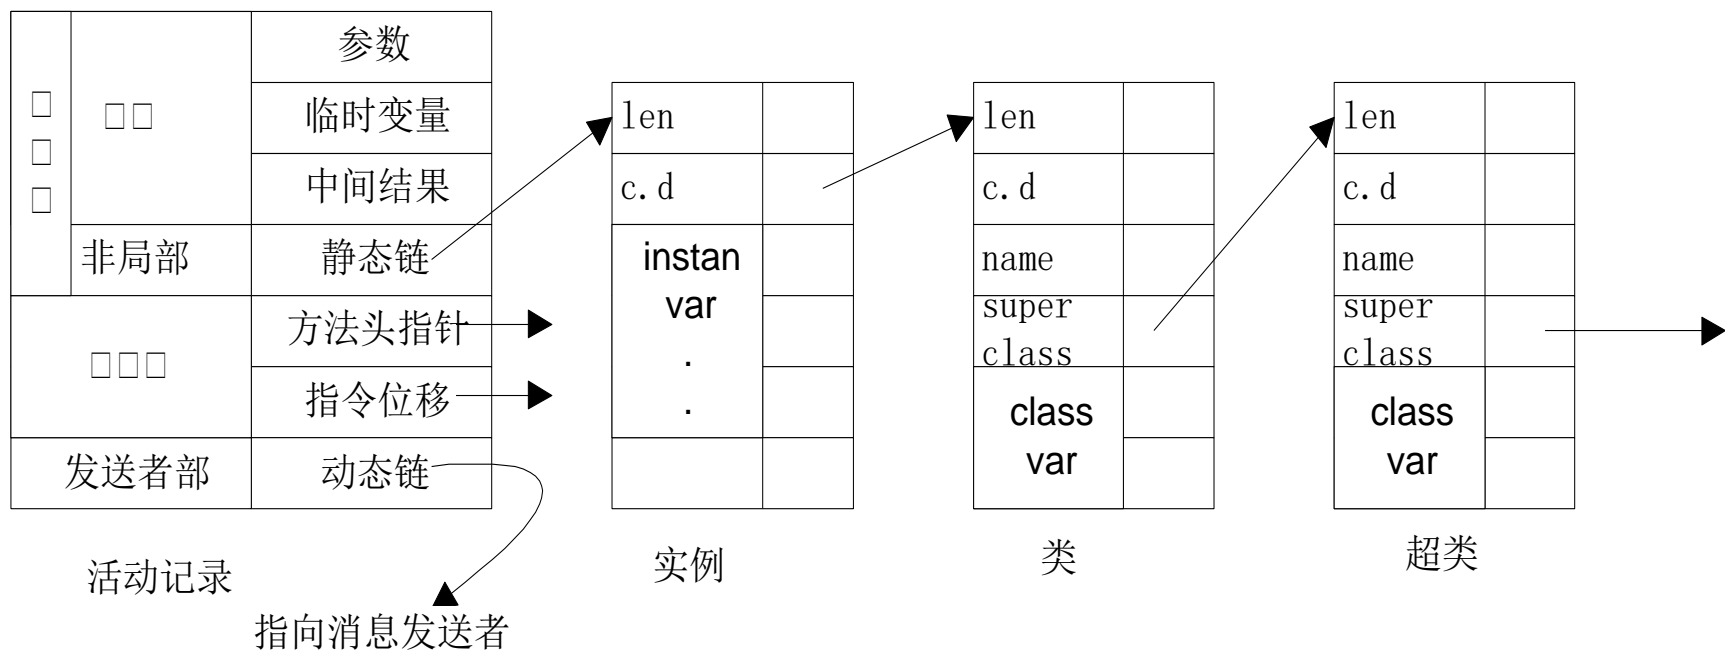 参数
临时变量
中间结果
非局部
静态链
方法头指针
指令位移
发送者部
动态链
活动记录
指向消息发送者
len
c.d
instan
var
.
.
实例
len
c.d
name
super
class
class
var
类
len
c.d
name
super
class
class
var
超类